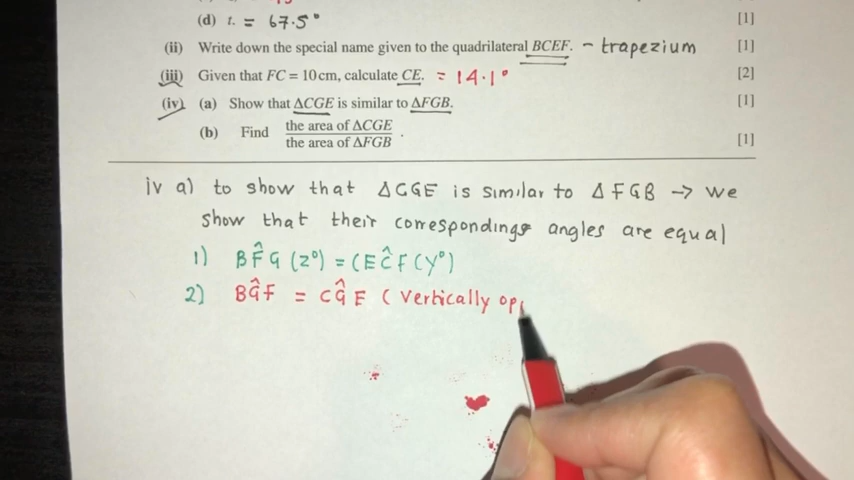 (d) t. = 67.5° [1]
(ii) Write down the special name given to the quadrilateral BCEF. - trapezium [1]
(iii) Given that FC = 10 cm, calculate CE. = 14.1° [2]
(iv) (a) Show that ΔCGE is similar to ΔFGB. [1]
(b) Find the area of ΔCGE / the area of ΔFGB . [1]
iv a) to show that ΔCGE is similar to ΔFGB → we
show that their corresponding angles are equal
1) BF̂G (z°) = (EĈF (y°)
2) BĜF = CĜE ( Vertically opp